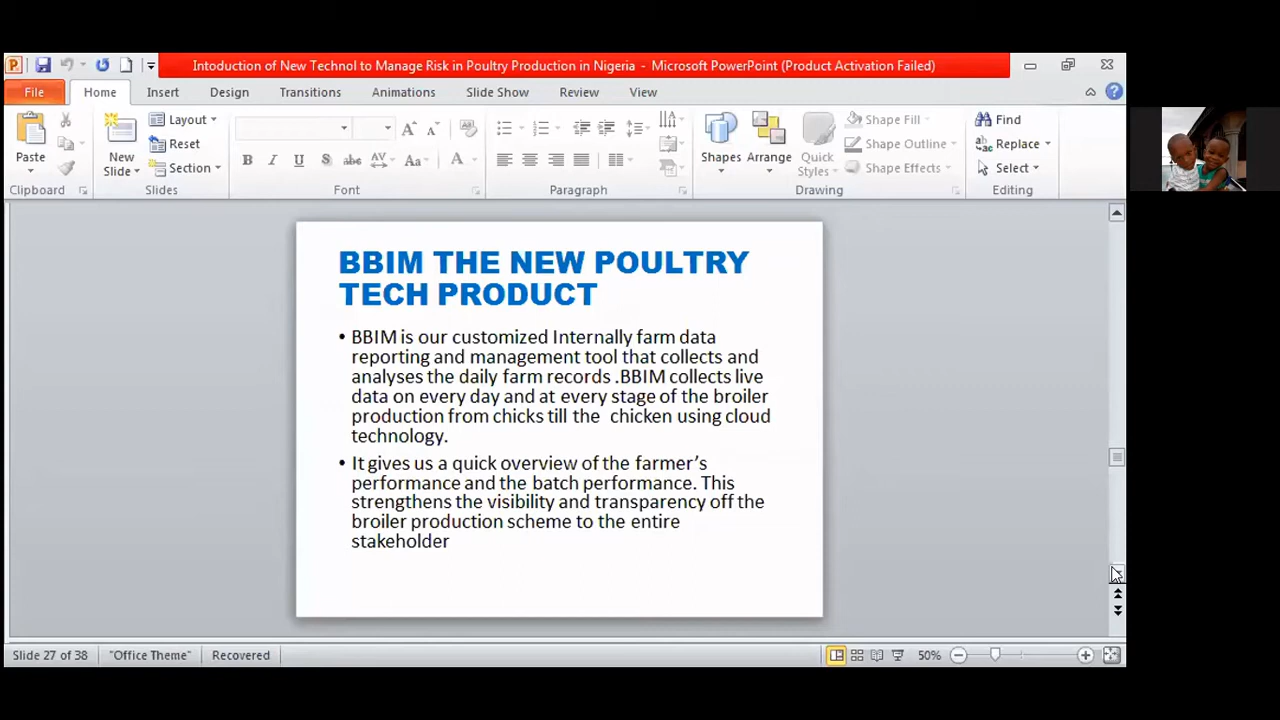 Intoduction of New Technol to Manage Risk in Poultry Production in Nigeria - Microsoft PowerPoint (Product Activation Failed)
File Home Insert Design Transitions Animations Slide Show Review View
Paste
Clipboard
New Slide
Layout
Reset
Section
Slides
B I U S abc AV Aa A
Font
Paragraph
Shapes Arrange Quick Styles
Shape Fill
Shape Outline
Shape Effects
Drawing
Find
Replace
Select
Editing
BBIM THE NEW POULTRY
TECH PRODUCT
• BBIM is our customized Internally farm data
reporting and management tool that collects and
analyses the daily farm records .BBIM collects live
data on every day and at every stage of the broiler
production from chicks till the chicken using cloud
technology.
• It gives us a quick overview of the farmer’s
performance and the batch performance. This
strengthens the visibility and transparency off the
broiler production scheme to the entire
stakeholder
Slide 27 of 38 "Office Theme" Recovered 50%